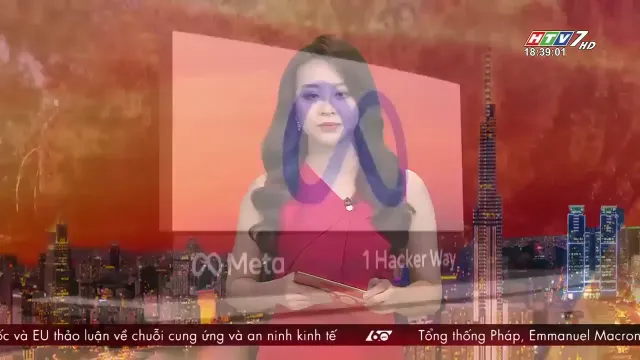 HTV7 HD
18:39:01
Meta
1 Hacker Way
ốc và EU thảo luận về chuỗi cung ứng và an ninh kinh tế
60
Tổng thống Pháp, Emmanuel Macron